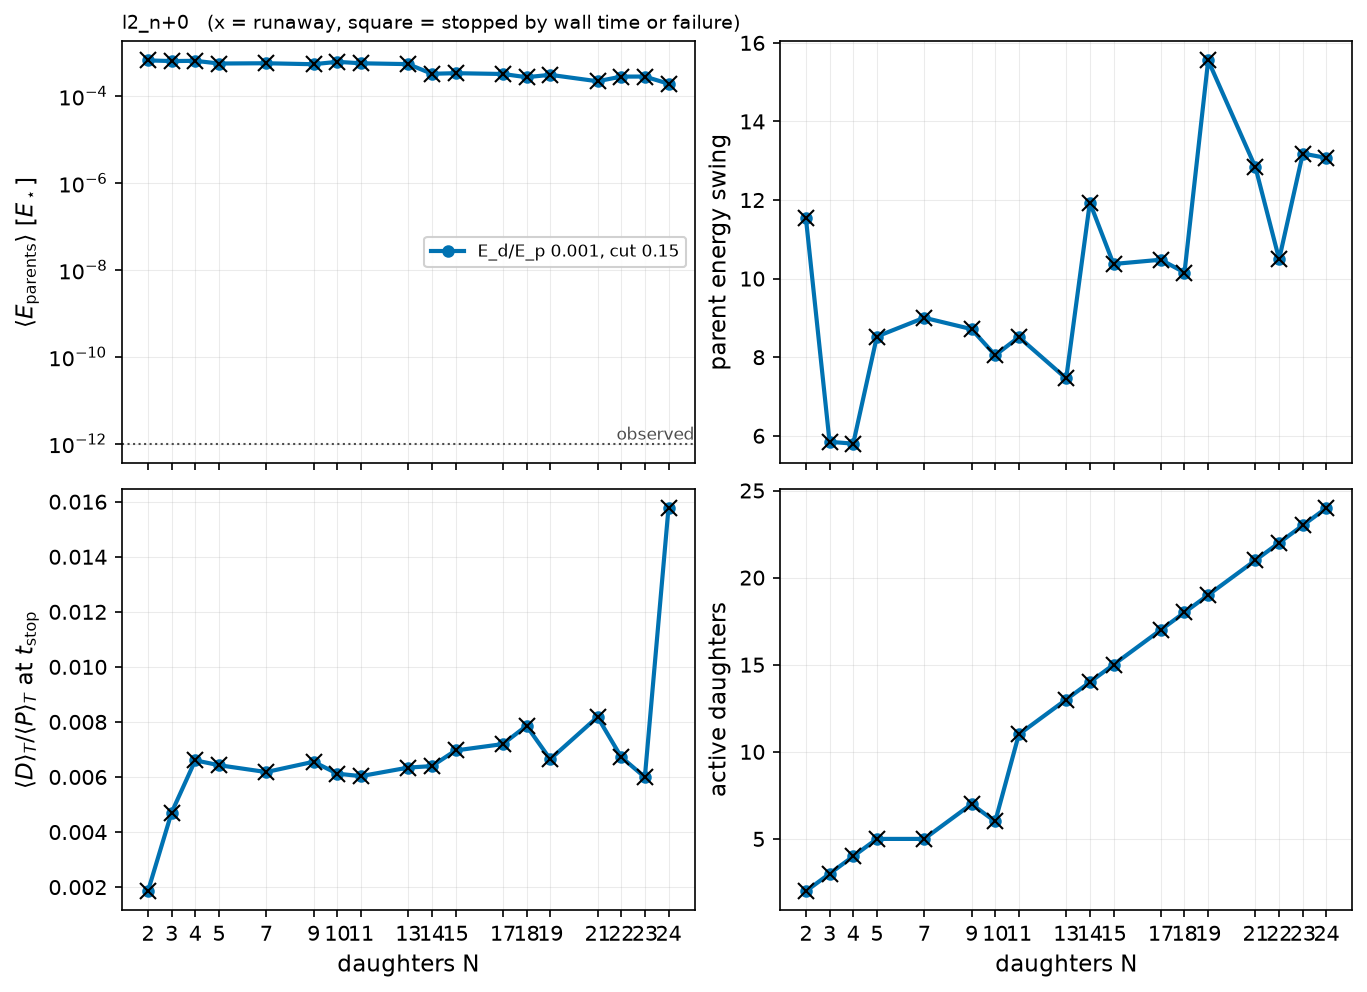 l2_n+0 (x = runaway, square = stopped by wall time or failure)
⟨E_parents⟩ [E_⋆]
10^−4
10^−6
10^−8
10^−10
10^−12
E_d/E_p 0.001, cut 0.15
observed
parent energy swing
16
14
12
10
8
6
⟨D⟩_T/⟨P⟩_T at t_stop
0.016
0.014
0.012
0.010
0.008
0.006
0.004
0.002
2 3 4 5 7 9 10 11 13 14 15 17 18 19 21 22 23 24
daughters N
active daughters
25
20
15
10
5
2 3 4 5 7 9 10 11 13 14 15 17 18 19 21 22 23 24
daughters N